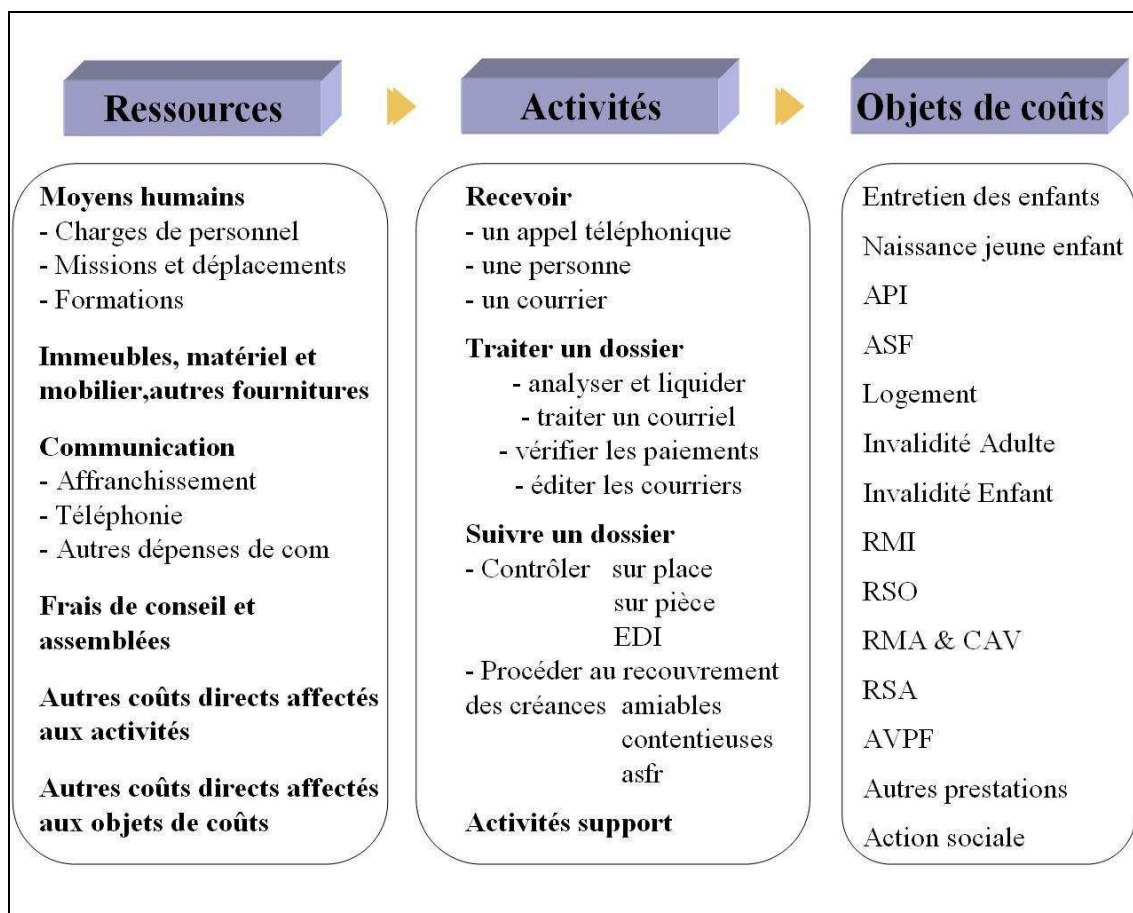 Ressources
Activités
Objets de coûts
Moyens humains
- Charges de personnel
- Missions et déplacements
- Formations
Immeubles, matériel et
mobilier,autres fournitures
Communication
- Affranchissement
- Téléphonie
- Autres dépenses de com
Frais de conseil et
assemblées
Autres coûts directs affectés
aux activités
Autres coûts directs affectés
aux objets de coûts
Recevoir
- un appel téléphonique
- une personne
- un courrier
Traiter un dossier
- analyser et liquider
- traiter un courriel
- vérifier les paiements
- éditer les courriers
Suivre un dossier
- Contrôler sur place
sur pièce
EDI
- Procéder au recouvrement
des créances amiables
contentieuses
asfr
Activités support
Entretien des enfants
Naissance jeune enfant
API
ASF
Logement
Invalidité Adulte
Invalidité Enfant
RMI
RSO
RMA & CAV
RSA
AVPF
Autres prestations
Action sociale